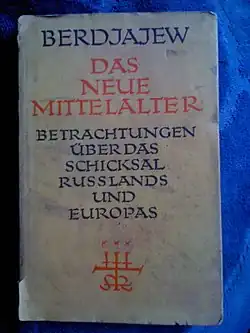 BERDJAJEW
DAS
NEUE
MITTELALTER
BETRACHTUNGEN
ÜBER DAS
SCHICKSAL
RUSSLANDS
UND
EUROPAS